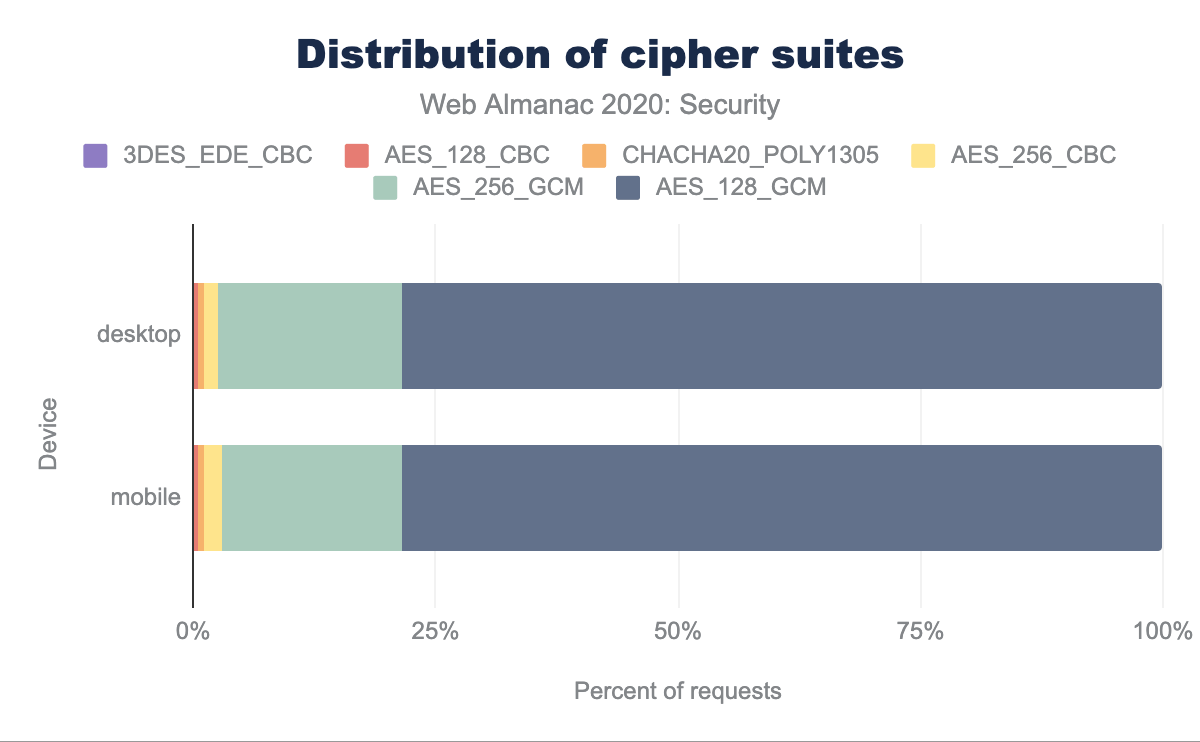 Distribution of cipher suites
Web Almanac 2020: Security
3DES_EDE_CBC AES_128_CBC CHACHA20_POLY1305 AES_256_CBC
AES_256_GCM AES_128_GCM
Device
desktop
mobile
0% 25% 50% 75% 100%
Percent of requests